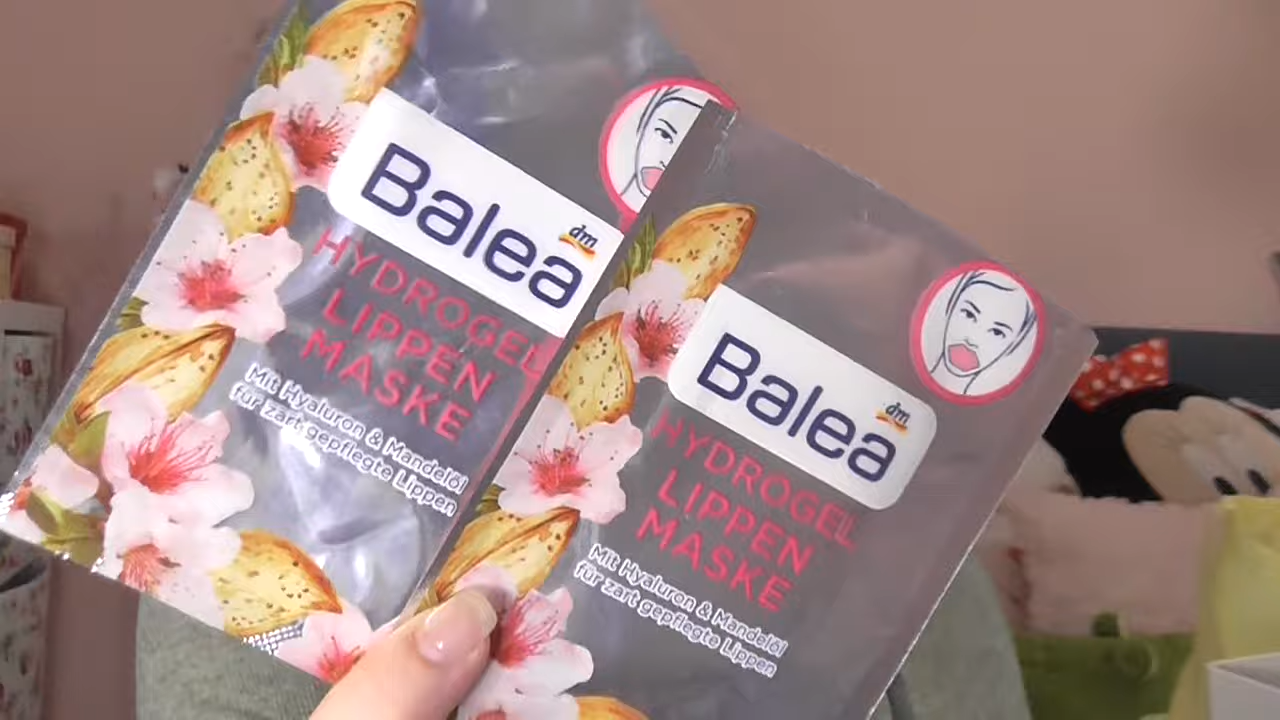 Balea
dm
HYDROGEL
LIPPEN
MASKE
Mit Hyaluron & Mandelöl
für zart gepflegte Lippen
Balea
dm
HYDROGEL
LIPPEN
MASKE
Mit Hyaluron & Mandelöl
für zart gepflegte Lippen